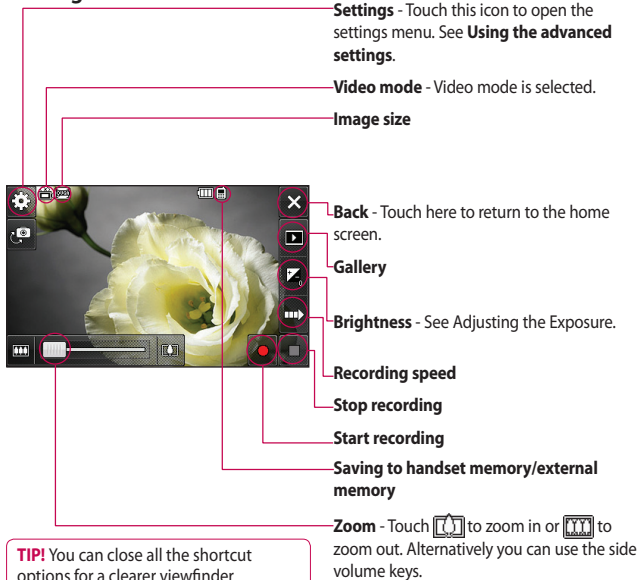 Settings - Touch this icon to open the
settings menu. See Using the advanced
settings.
Video mode - Video mode is selected.
Image size
Back - Touch here to return to the home
screen.
Gallery
Brightness - See Adjusting the Exposure.
Recording speed
Stop recording
Start recording
Saving to handset memory/external
memory
Zoom - Touch to zoom in or to
zoom out. Alternatively you can use the side
volume keys.
TIP! You can close all the shortcut
options for a clearer viewfinder